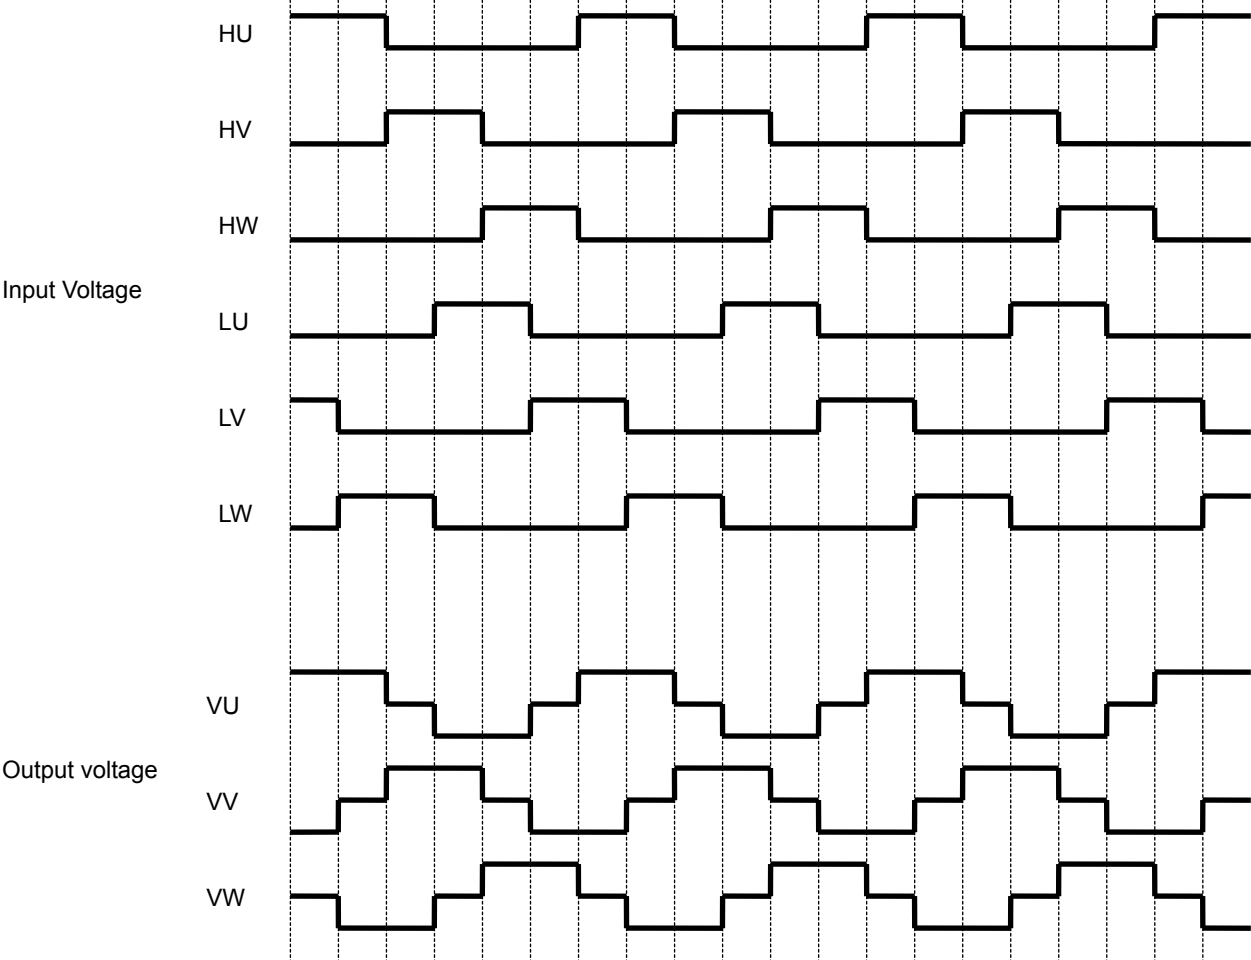 HU
HV
HW
Input Voltage
LU
LV
LW
VU
Output voltage
VV
VW